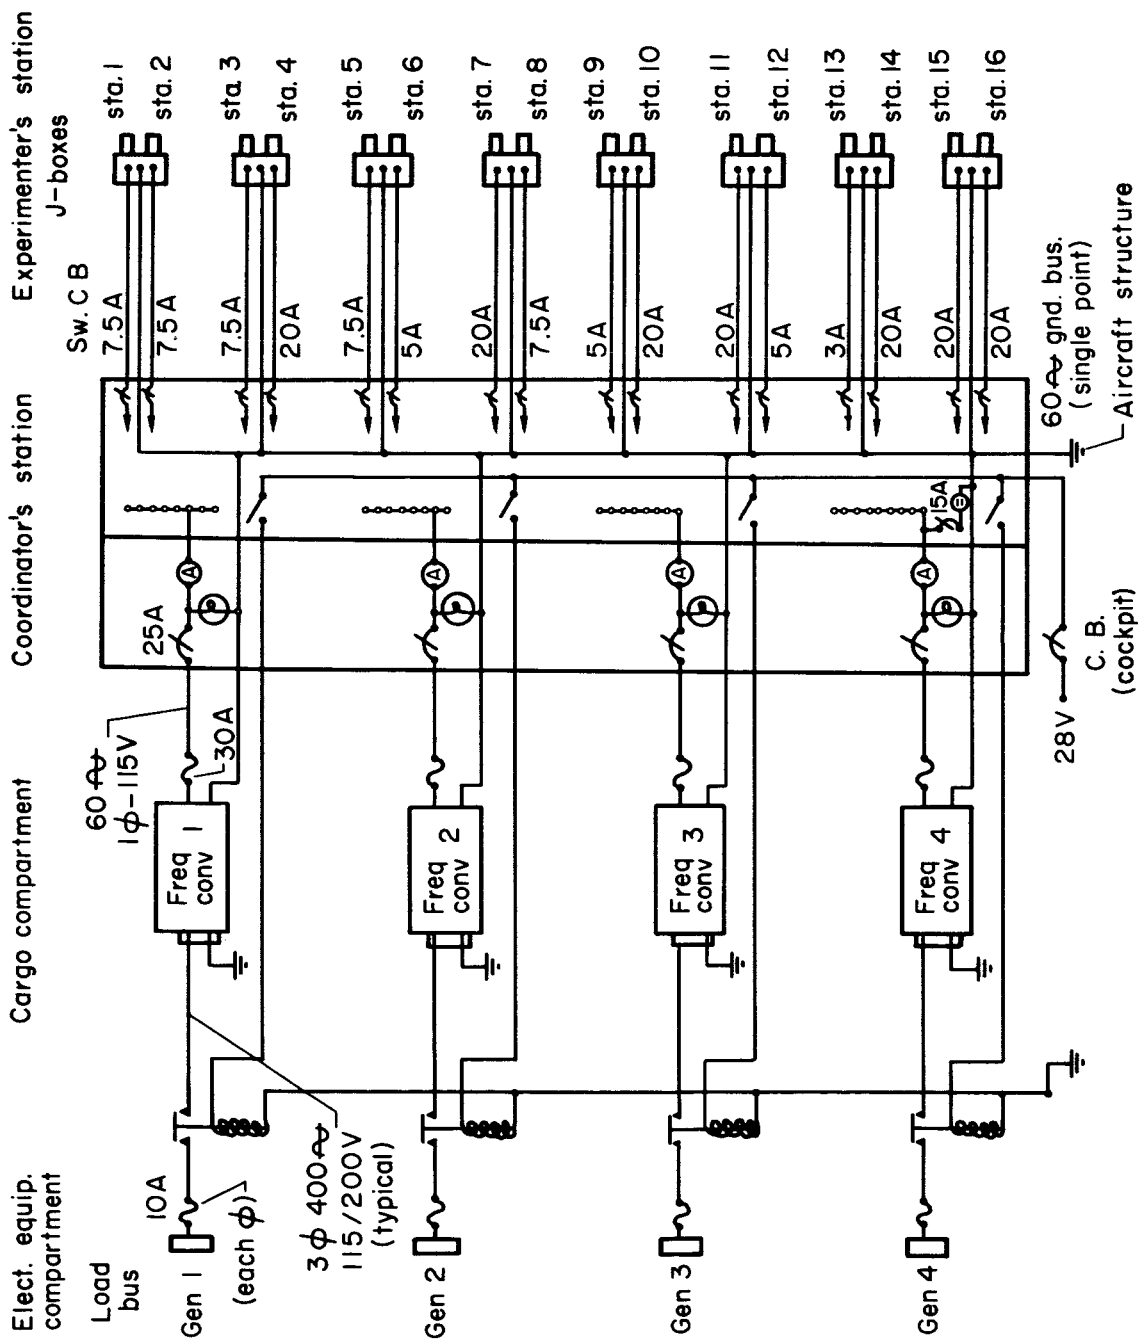 Elect. equip.
compartment
Cargo compartment
Coordinator's station
Experimenter's station
Load
bus
Sw. C B
J-boxes
Gen 1
10A
(each ϕ)
3ϕ 400~
115/200V
(typical)
Freq
conv 1
60~
1ϕ-115V
30A
25A
A
7.5A
7.5A
sta. 1
sta. 2
7.5A
20A
sta. 3
sta. 4
Gen 2
Freq
conv 2
A
7.5A
5A
sta. 5
sta. 6
20A
7.5A
sta. 7
sta. 8
Gen 3
Freq
conv 3
A
5A
20A
sta. 9
sta. 10
20A
5A
sta. 11
sta. 12
Gen 4
Freq
conv 4
A
15A
3A
20A
sta. 13
sta. 14
20A
20A
sta. 15
sta. 16
28V
C. B.
(cockpit)
60~ gnd. bus.
(single point)
Aircraft structure